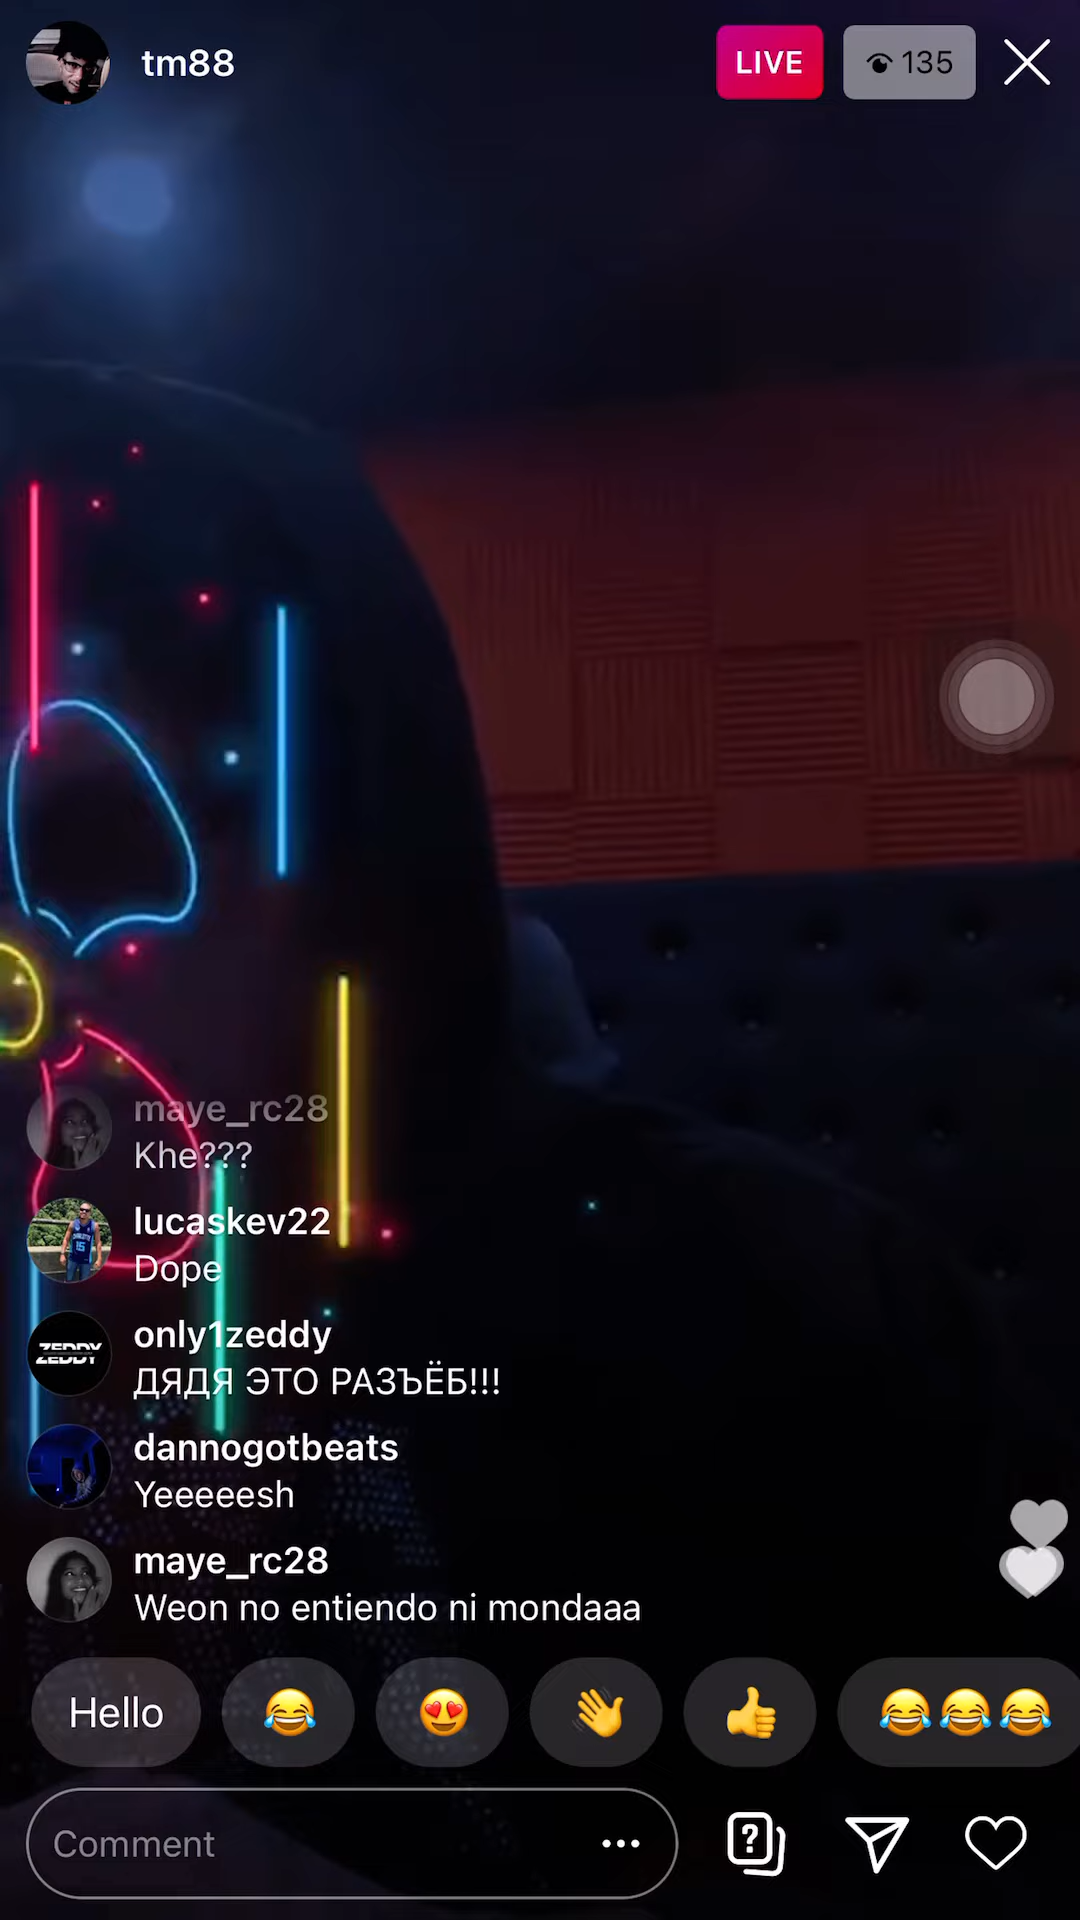 tm88
LIVE
135
maye_rc28
Khe???
lucaskev22
Dope
ZEDDY
only1zeddy
ДЯДЯ ЭТО РАЗЪЁБ!!!
dannogotbeats
Yeeeeesh
maye_rc28
Weon no entiendo ni mondaaa
Hello
😂
😍
👋
👍
😂😂😂
Comment